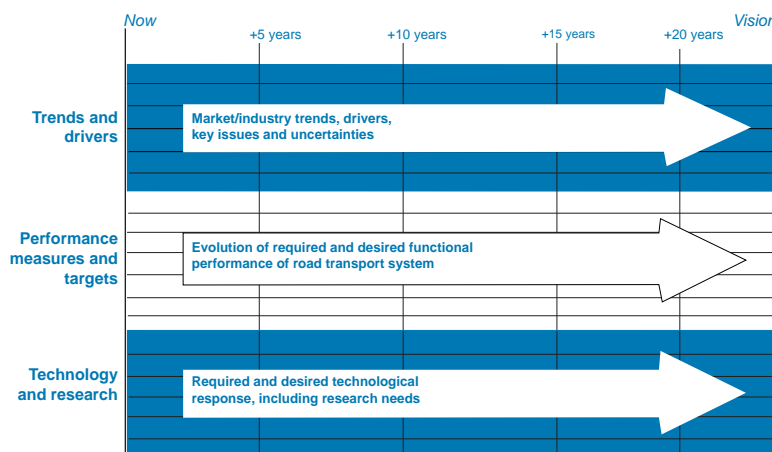 Now
Vision
+5 years
+10 years
+15 years
+20 years
Trends and
drivers
Market/industry trends, drivers,
key issues and uncertainties
Performance
measures and
targets
Evolution of required and desired functional
performance of road transport system
Technology
and research
Required and desired technological
response, including research needs